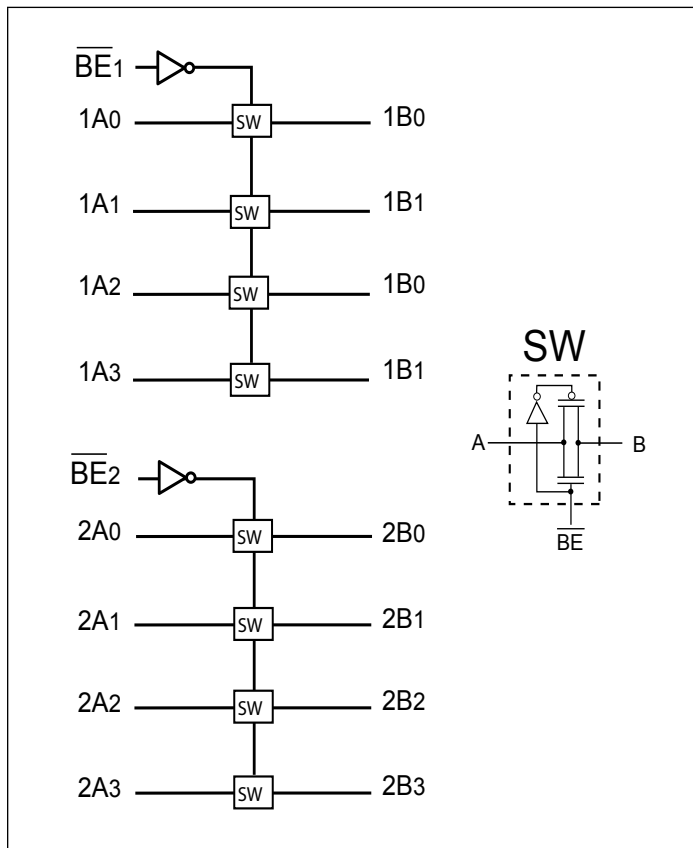 BE1
1A0 SW 1B0
1A1 SW 1B1
1A2 SW 1B0
1A3 SW 1B1
SW
A B
BE
BE2
2A0 SW 2B0
2A1 SW 2B1
2A2 SW 2B2
2A3 SW 2B3